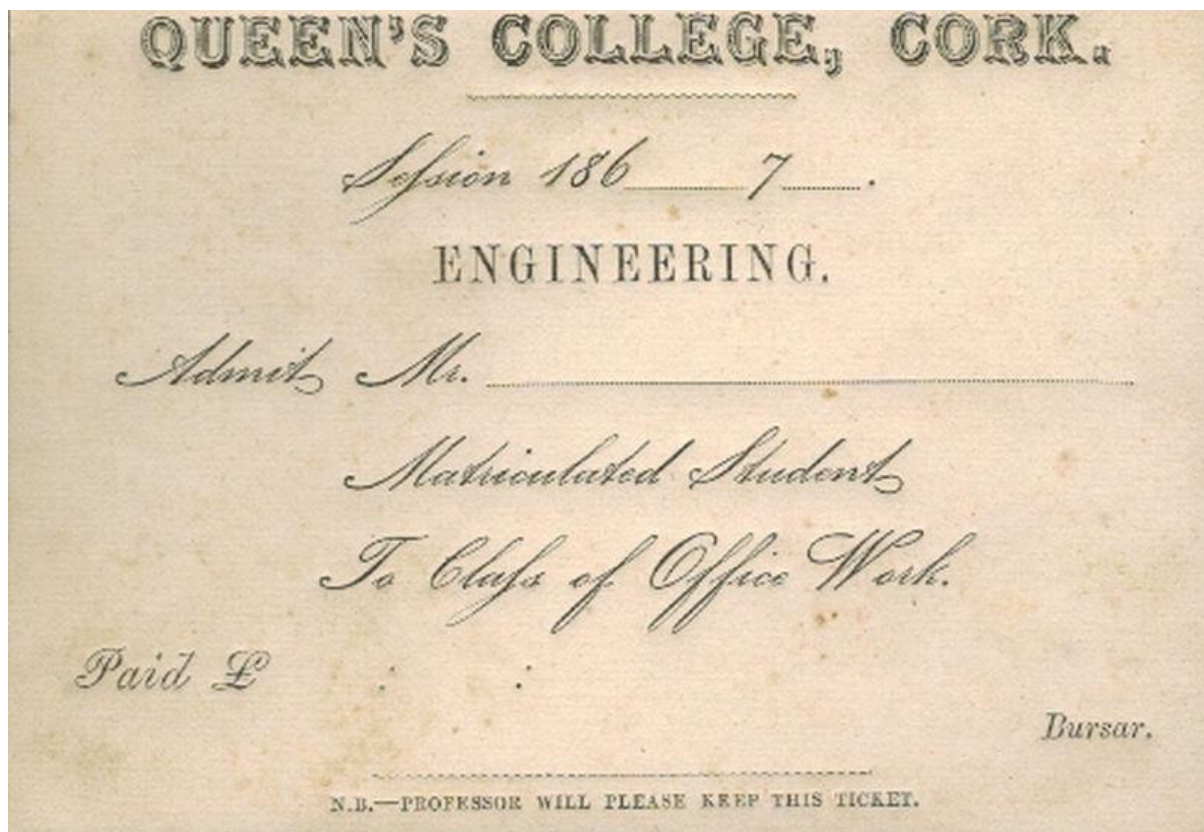 QUEEN'S COLLEGE, CORK.
Seſsion 186 7 .
ENGINEERING.
Admit Mr.
Matriculated Student
To Claſs of Office Work.
Paid £ : :
Bursar.
N.B.—PROFESSOR WILL PLEASE KEEP THIS TICKET.